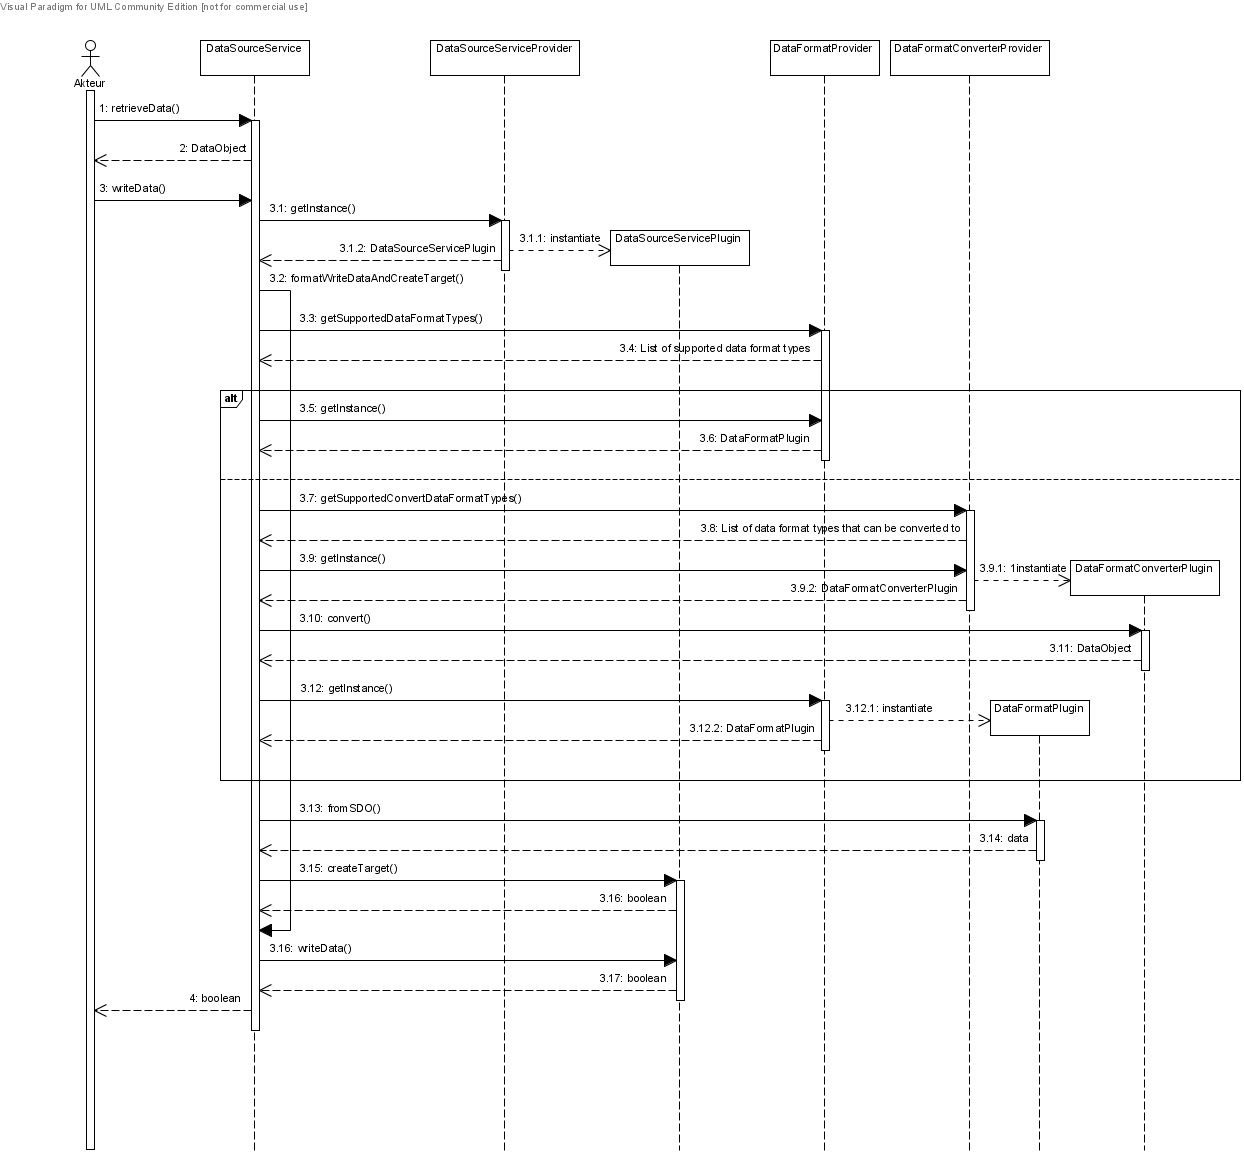 Visual Paradigm for UML Community Edition [not for commercial use]
Akteur
DataSourceService
DataSourceServiceProvider
DataFormatProvider
DataFormatConverterProvider
1: retrieveData()
2: DataObject
3: writeData()
3.1: getInstance()
3.1.1: instantiate
DataSourceServicePlugin
3.1.2: DataSourceServicePlugin
3.2: formatWriteDataAndCreateTarget()
3.3: getSupportedDataFormatTypes()
3.4: List of supported data format types
alt
3.5: getInstance()
3.6: DataFormatPlugin
3.7: getSupportedConvertDataFormatTypes()
3.8: List of data format types that can be converted to
3.9: getInstance()
3.9.1: 1instantiate
DataFormatConverterPlugin
3.9.2: DataFormatConverterPlugin
3.10: convert()
3.11: DataObject
3.12: getInstance()
3.12.1: instantiate
DataFormatPlugin
3.12.2: DataFormatPlugin
3.13: fromSDO()
3.14: data
3.15: createTarget()
3.16: boolean
3.16: writeData()
3.17: boolean
4: boolean